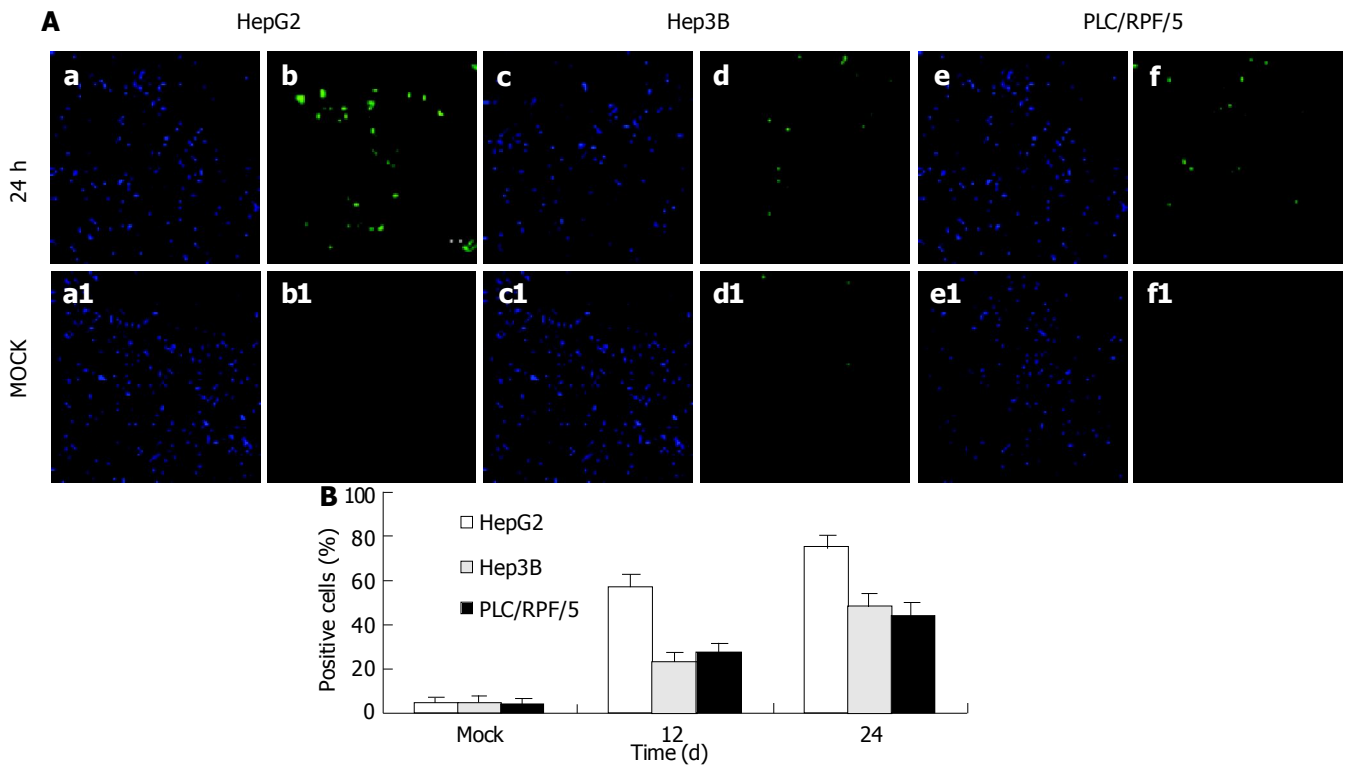 A
HepG2 Hep3B PLC/RPF/5
24 h
a b c d e f
MOCK
a1 b1 c1 d1 e1 f1
B
Positive cells (%)
100
80
60
40
20
0
HepG2
Hep3B
PLC/RPF/5
Mock 12 24
Time (d)